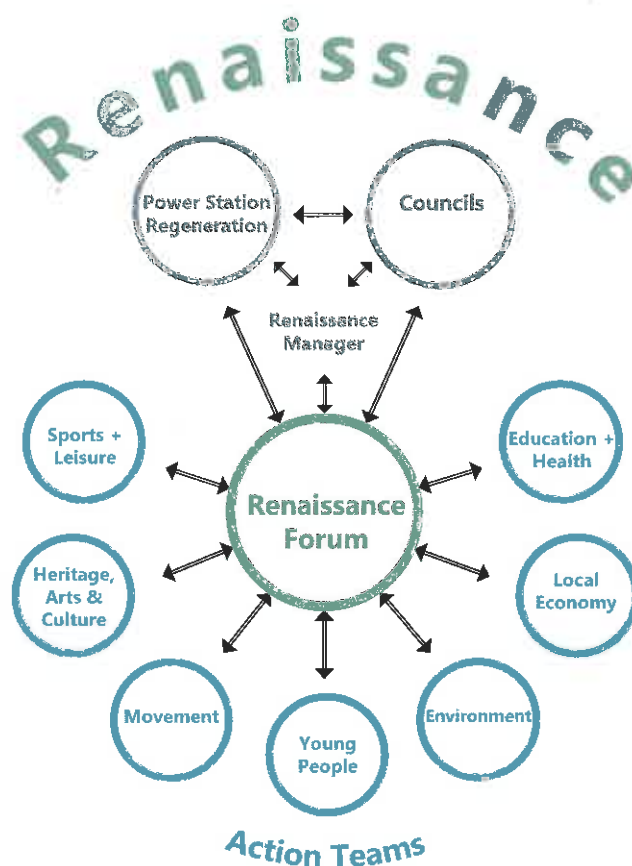 Renaissance
Power Station
Regeneration
Councils
Renaissance
Manager
Sports +
Leisure
Education +
Health
Renaissance
Forum
Heritage,
Arts &
Culture
Local
Economy
Movement
Young
People
Environment
Action Teams